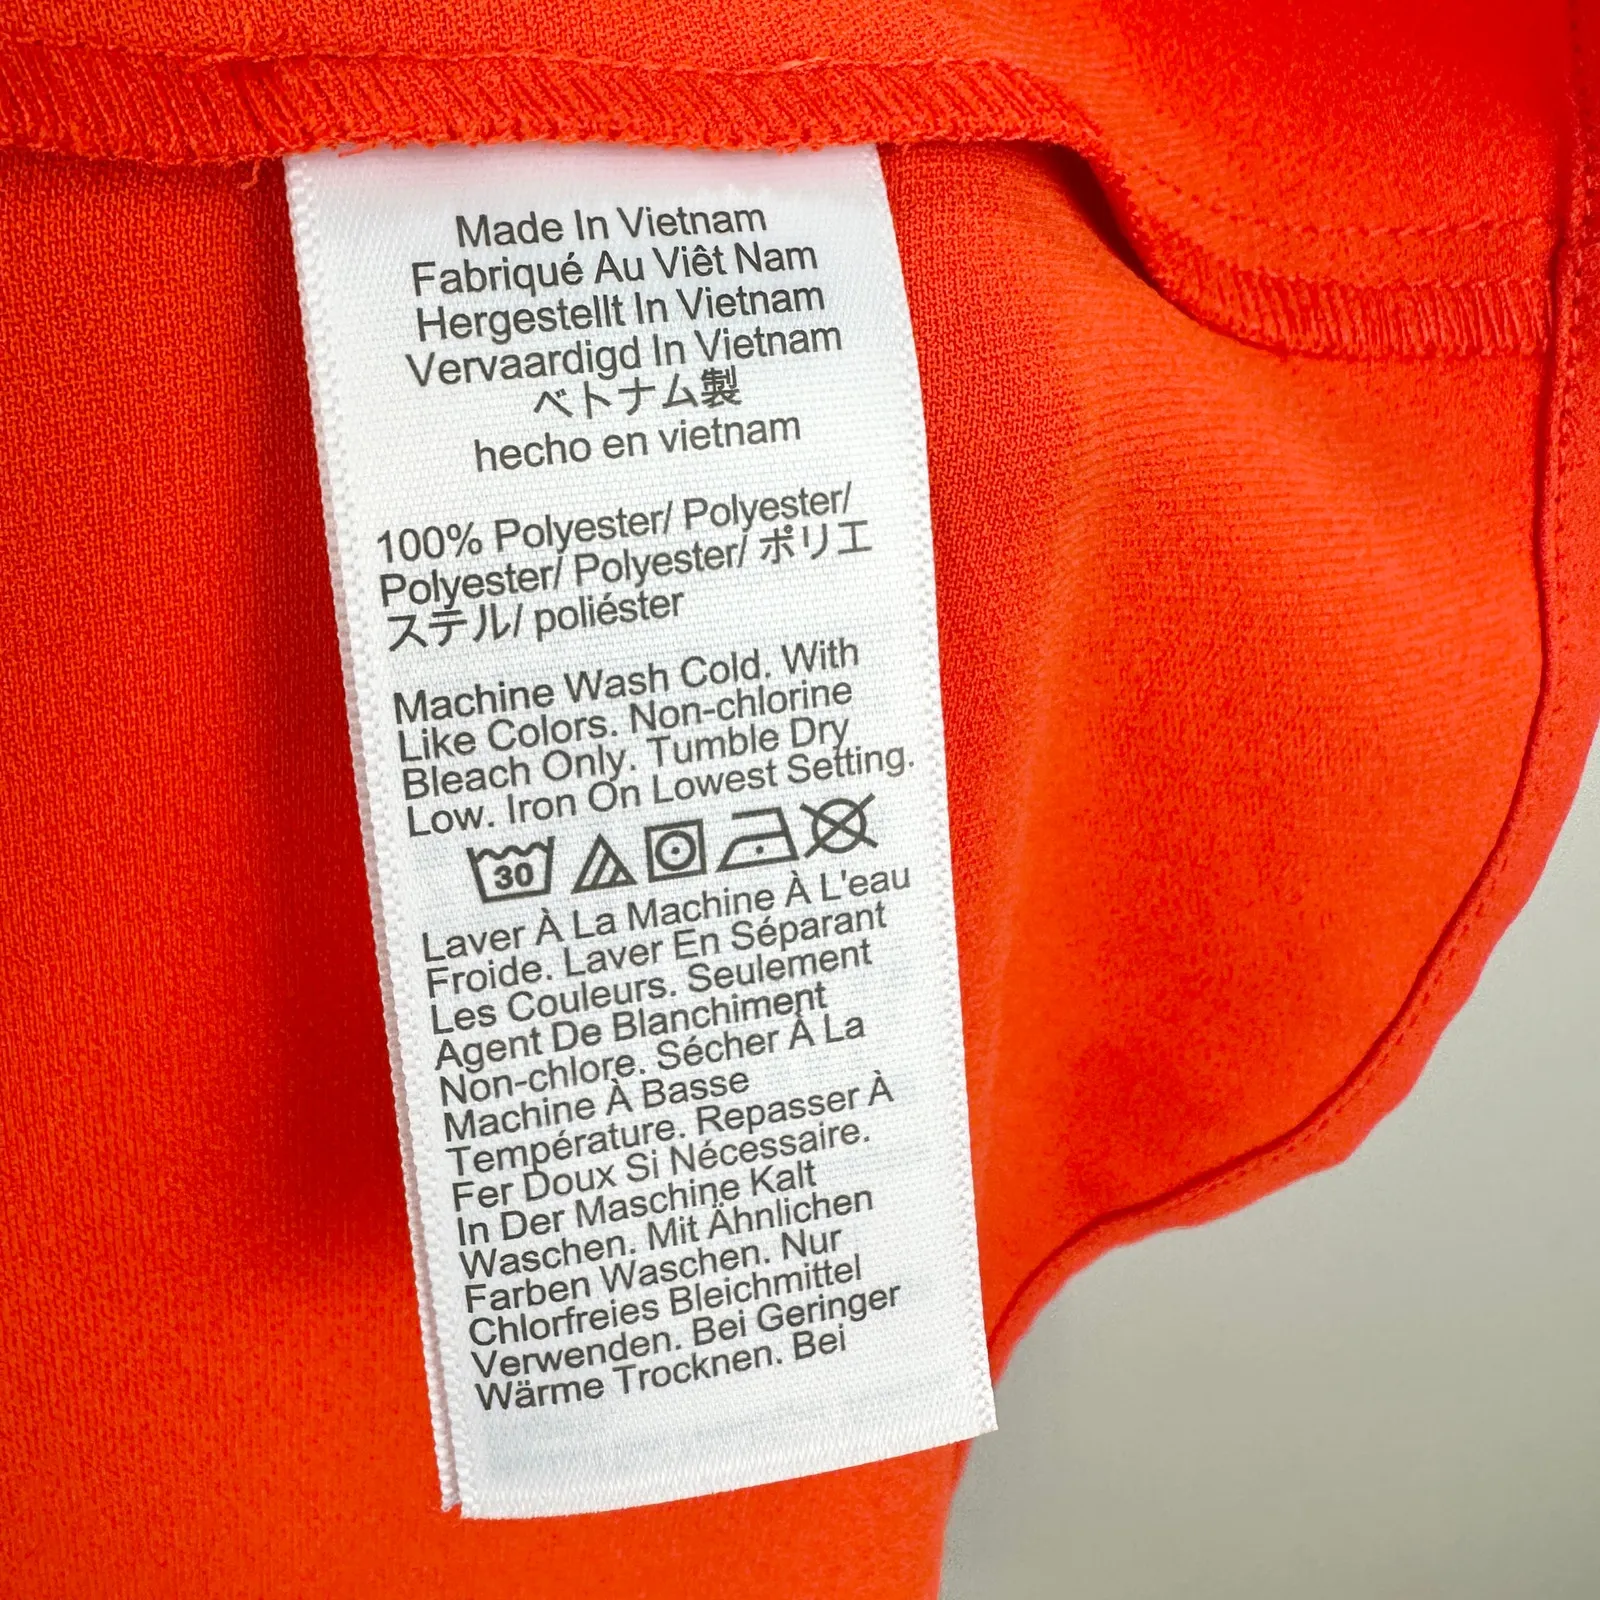 Made In Vietnam
Fabriqué Au Viêt Nam
Hergestellt In Vietnam
Vervaardigd In Vietnam
ベトナム製
hecho en vietnam
100% Polyester/ Polyester/
Polyester/ Polyester/ ポリエ
ステル/ poliéster
Machine Wash Cold. With
Like Colors. Non-chlorine
Bleach Only. Tumble Dry
Low. Iron On Lowest Setting.
30
Laver À La Machine À L'eau
Froide. Laver En Séparant
Les Couleurs. Seulement
Agent De Blanchiment
Non-chlore. Sécher À La
Machine À Basse
Température. Repasser À
Fer Doux Si Nécessaire.
In Der Maschine Kalt
Waschen. Mit Ähnlichen
Farben Waschen. Nur
Chlorfreies Bleichmittel
Verwenden. Bei Geringer
Wärme Trocknen. Bei